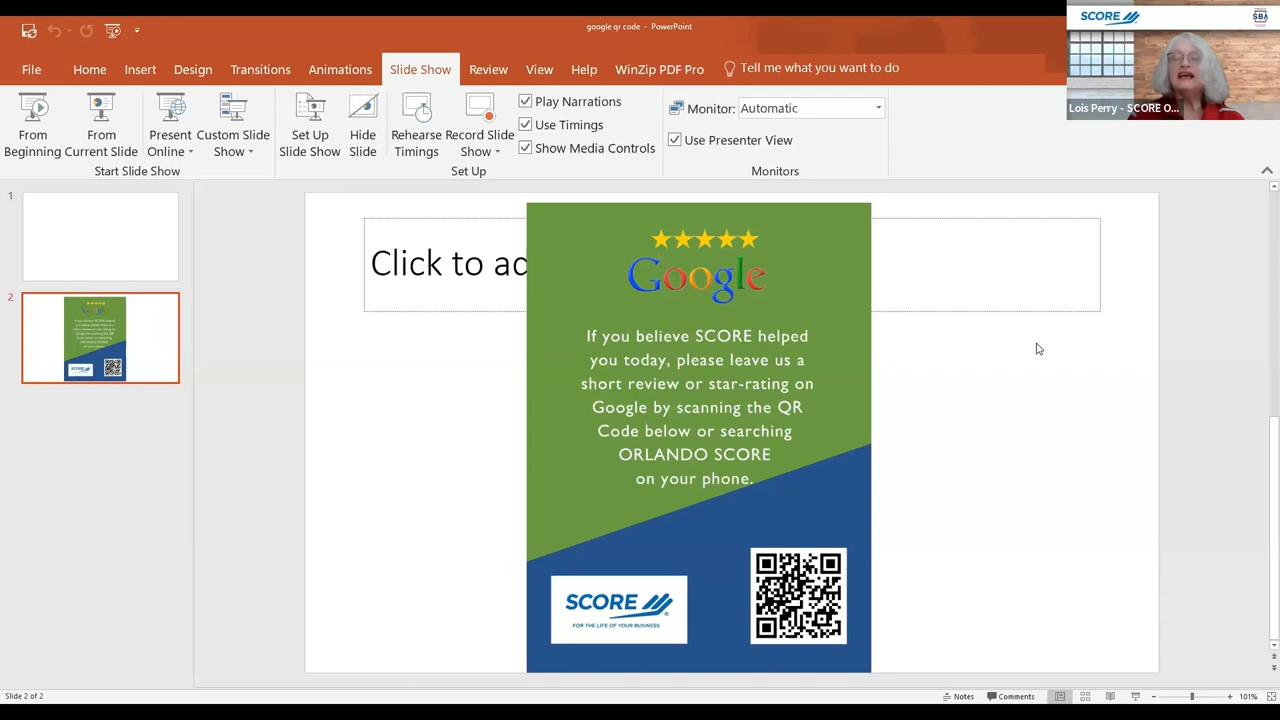 google qr code - PowerPoint
SCORE
SBA
File Home Insert Design Transitions Animations Slide Show Review View Help WinZip PDF Pro Tell me what you want to do
Lois Perry - SCORE O...
From Beginning
From Current Slide
Present Online
Custom Slide Show
Start Slide Show
Set Up Slide Show
Hide Slide
Rehearse Timings
Record Slide Show
Play Narrations
Use Timings
Show Media Controls
Set Up
Monitor: Automatic
Use Presenter View
Monitors
1
2
Click to ad
Google
If you believe SCORE helped
you today, please leave us a
short review or star-rating on
Google by scanning the QR
Code below or searching
ORLANDO SCORE
on your phone.
SCORE
FOR THE LIFE OF YOUR BUSINESS
Slide 2 of 2
Notes
Comments
101%